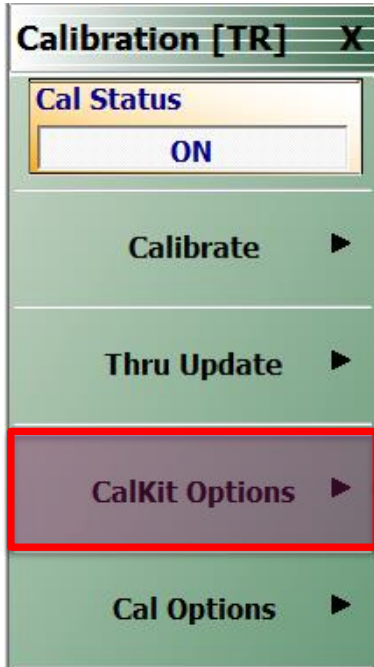 Calibration [TR] X
Cal Status
ON
Calibrate
Thru Update
CalKit Options
Cal Options